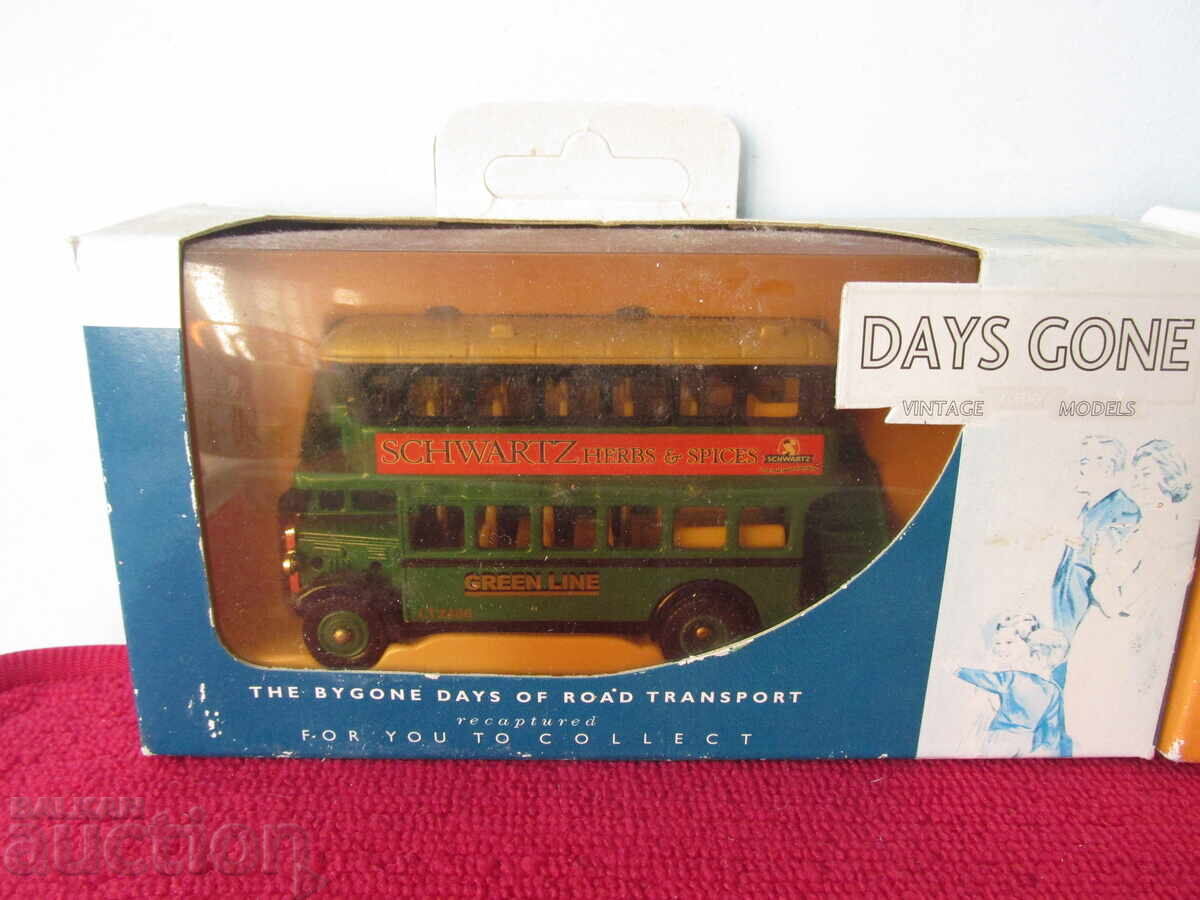 DAYS GONE
VINTAGE MODELS
SCHWARTZ HERBS & SPICES SCHWARTZ
GREEN LINE
THE BYGONE DAYS OF ROAD TRANSPORT
recaptured
FOR YOU TO COLLECT
BALKAN
auction